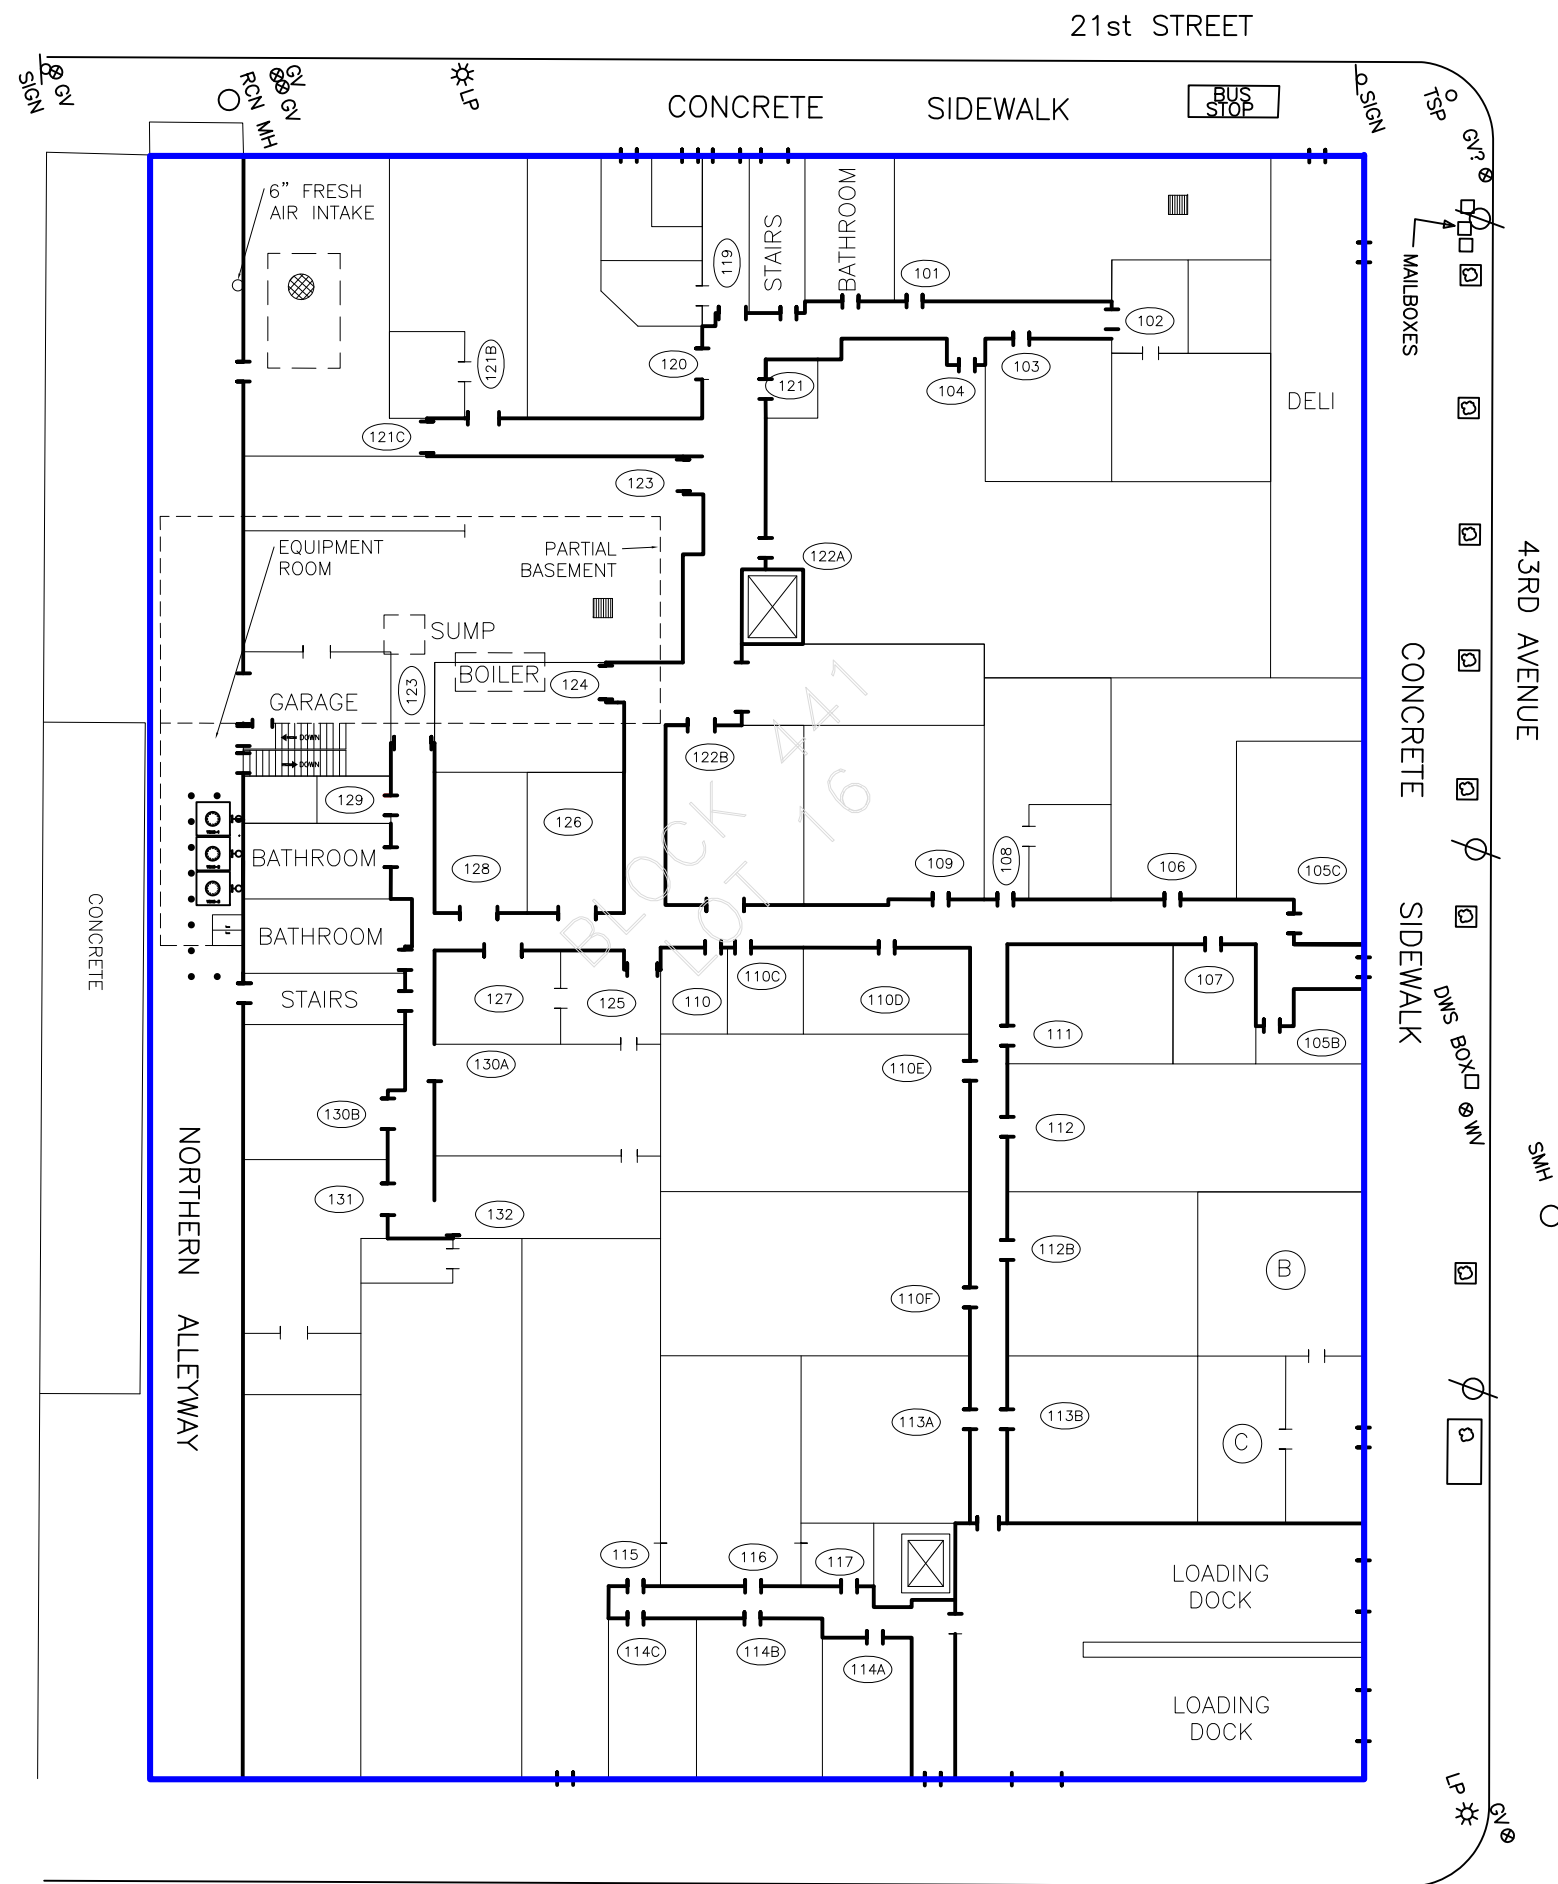 21st STREET
SIGN
GV
RCN MH
GV
GV
LP
CONCRETE SIDEWALK
BUS
STOP
SIGN
TSP
GV?
MAILBOXES
6" FRESH
AIR INTAKE
119
STAIRS
BATHROOM
101
102
103
104
120
121
121B
121C
DELI
123
122A
EQUIPMENT
ROOM
PARTIAL
BASEMENT
43RD AVENUE
SUMP
BOILER
124
123
GARAGE
DOWN
DOWN
122B
BLOCK 441
LOT 16
CONCRETE SIDEWALK
129
126
BATHROOM
128
109
108
106
105C
CONCRETE
BATHROOM
STAIRS
127
125
110
110C
110D
107
111
105B
DWS BOX
WV
130A
110E
130B
112
SMH
NORTHERN ALLEYWAY
131
132
112B
B
110F
113A
113B
C
115
116
117
LOADING
DOCK
114C
114B
114A
LOADING
DOCK
LP
GV